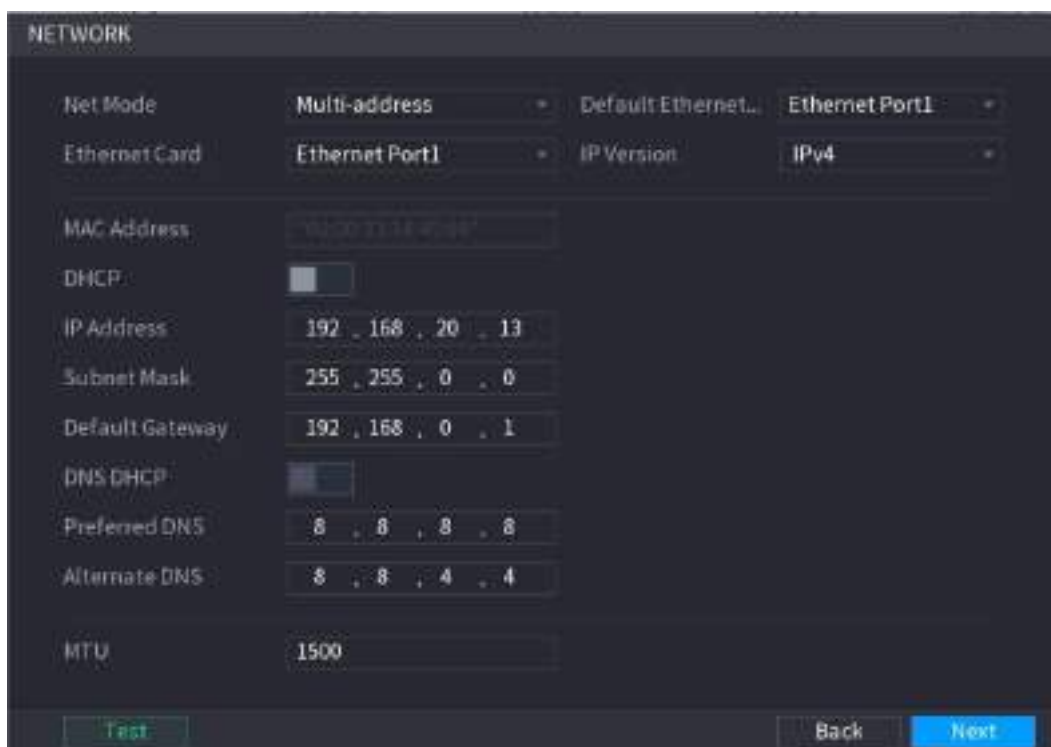 NETWORK
Net Mode Multi-address Default Ethernet... Ethernet Port1
Ethernet Card Ethernet Port1 IP Version IPv4
MAC Address
DHCP
IP Address 192 . 168 . 20 . 13
Subnet Mask 255 . 255 . 0 . 0
Default Gateway 192 . 168 . 0 . 1
DNS DHCP
Preferred DNS 8 . 8 . 8 . 8
Alternate DNS 8 . 8 . 4 . 4
MTU 1500
Test Back Next